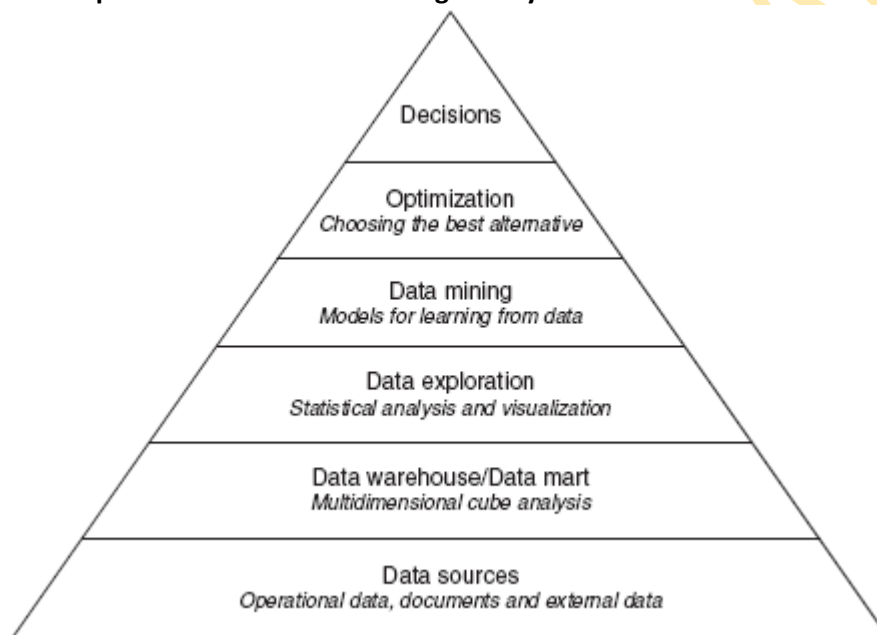 Decisions
Optimization
Choosing the best alternative
Data mining
Models for learning from data
Data exploration
Statistical analysis and visualization
Data warehouse/Data mart
Multidimensional cube analysis
Data sources
Operational data, documents and external data